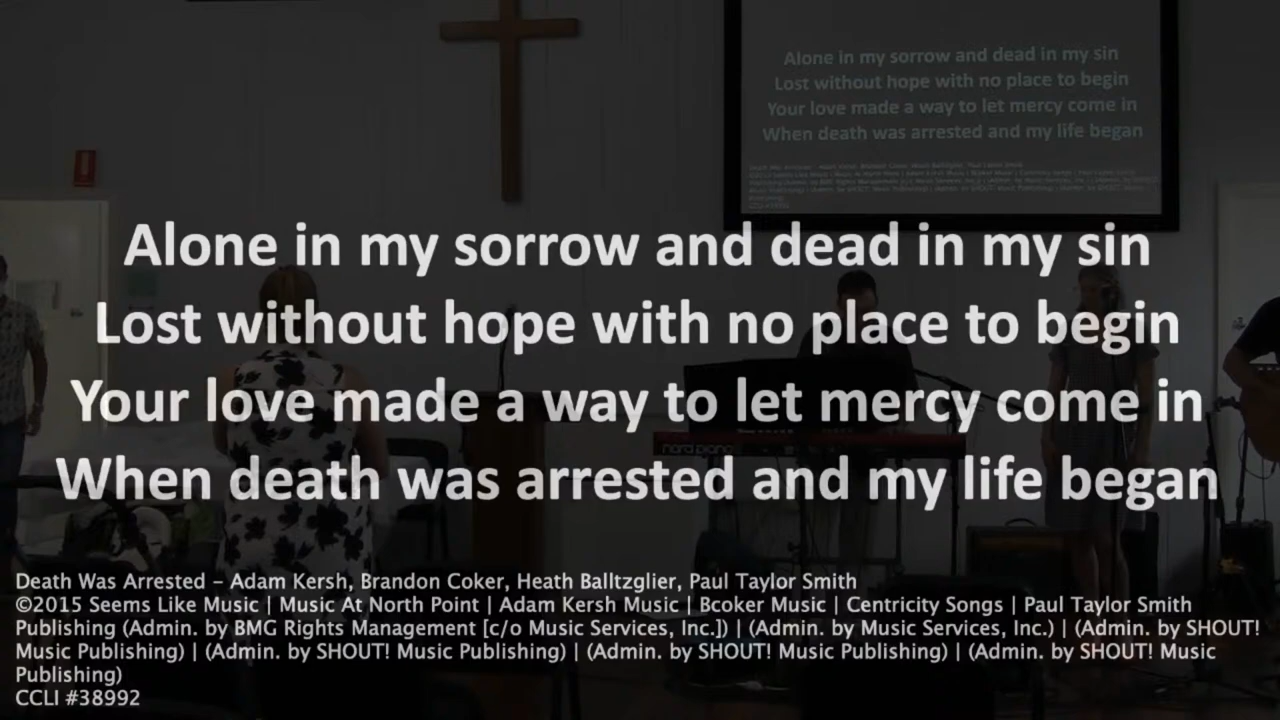 Alone in my sorrow and dead in my sin
Lost without hope with no place to begin
Your love made a way to let mercy come in
When death was arrested and my life began
Alone in my sorrow and dead in my sin
Lost without hope with no place to begin
Your love made a way to let mercy come in
When death was arrested and my life began
nord piano
Death Was Arrested – Adam Kersh, Brandon Coker, Heath Balltzglier, Paul Taylor Smith
©2015 Seems Like Music | Music At North Point | Adam Kersh Music | Bcoker Music | Centricity Songs | Paul Taylor Smith
Publishing (Admin. by BMG Rights Management [c/o Music Services, Inc.]) | (Admin. by Music Services, Inc.) | (Admin. by SHOUT!
Music Publishing) | (Admin. by SHOUT! Music Publishing) | (Admin. by SHOUT! Music Publishing) | (Admin. by SHOUT! Music
Publishing)
CCLI #38992